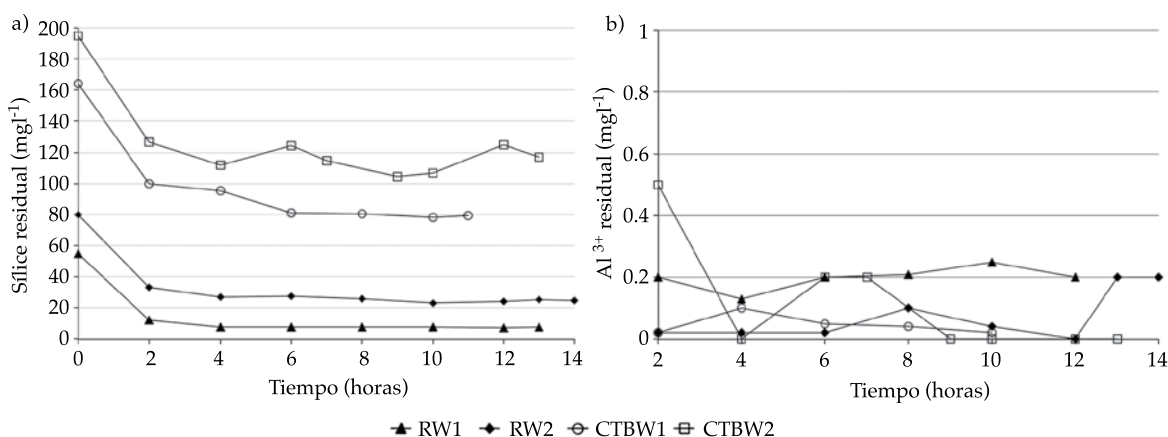 a)
Sílice residual (mgl-1)
200
180
160
140
120
100
80
60
40
20
0
0 2 4 6 8 10 12 14
Tiempo (horas)
b)
Al 3+ residual (mgl-1)
1
0.8
0.6
0.4
0.2
0
2 4 6 8 10 12 14
Tiempo (horas)
RW1 RW2 CTBW1 CTBW2